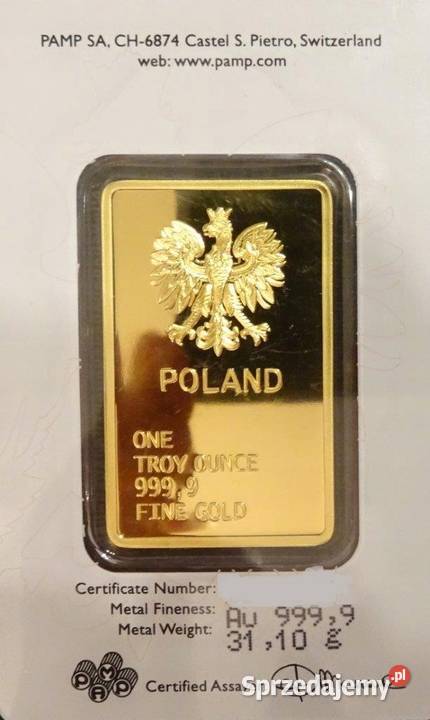 PAMP SA, CH-6874 Castel S. Pietro, Switzerland
web: www.pamp.com
POLAND
ONE
TROY OUNCE
999,9
FINE GOLD
Certificate Number:
Metal Fineness: Au 999,9
Metal Weight: 31,10 g
PAMP
Certified Assay
Sprzedajemy.pl